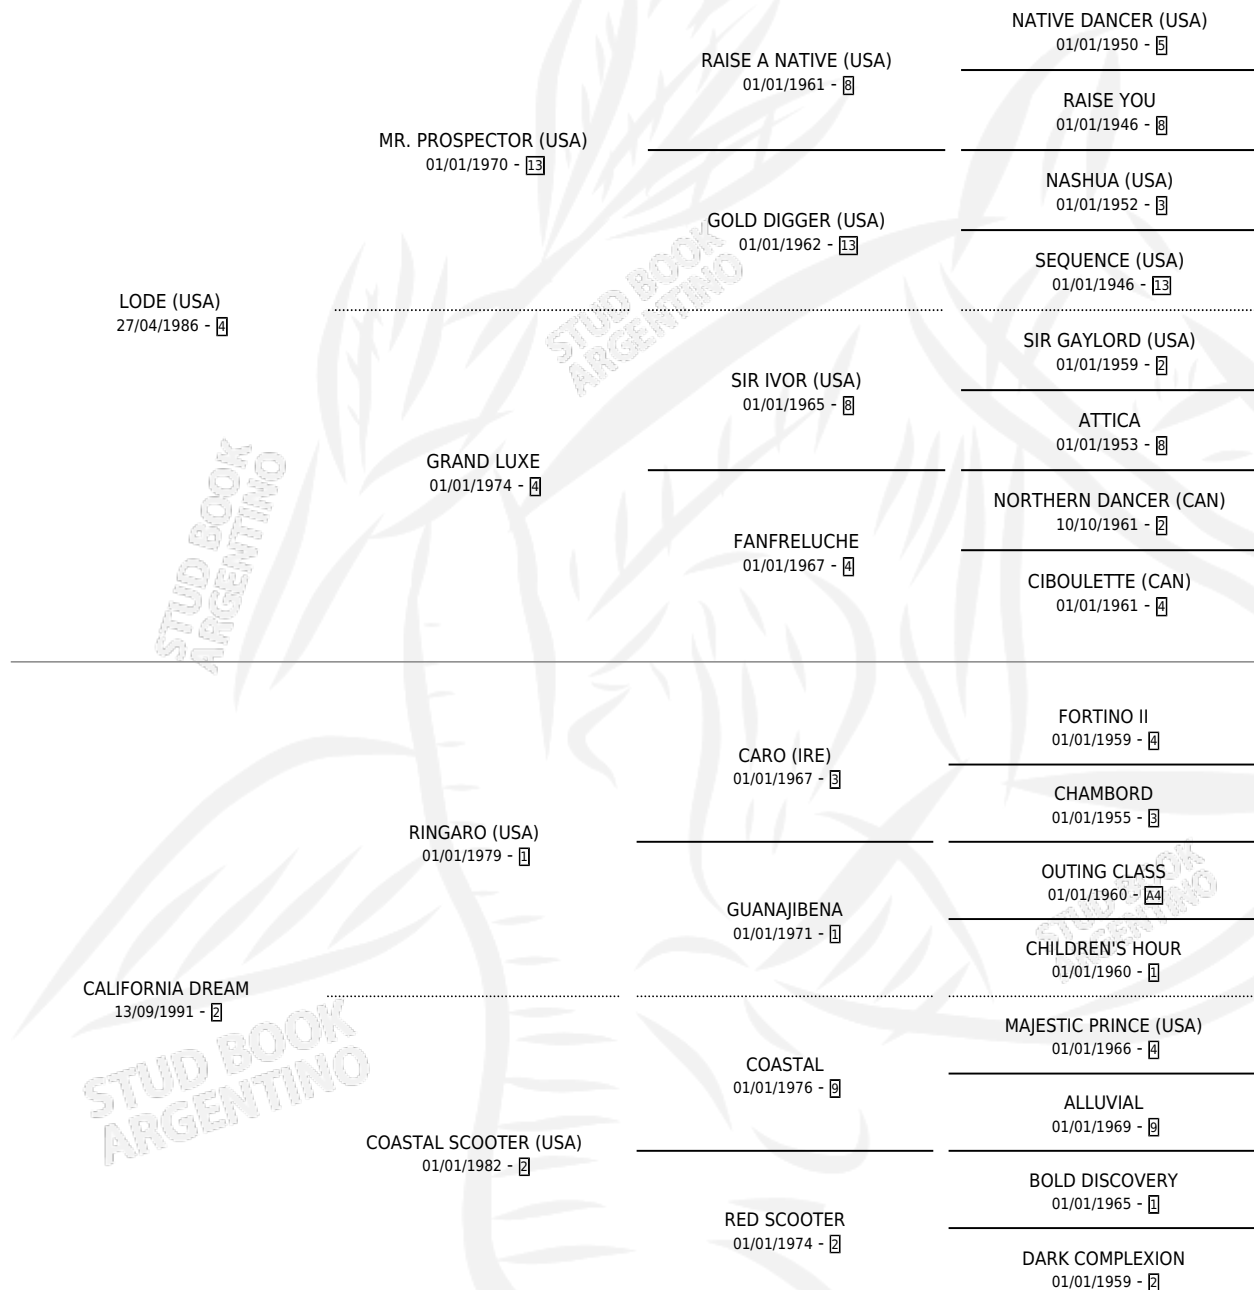 NATIVE DANCER (USA)
01/01/1950 - 5
RAISE A NATIVE (USA)
01/01/1961 - 8
RAISE YOU
01/01/1946 - 8
MR. PROSPECTOR (USA)
01/01/1970 - 13
NASHUA (USA)
01/01/1952 - 3
GOLD DIGGER (USA)
01/01/1962 - 13
SEQUENCE (USA)
01/01/1946 - 13
LODE (USA)
27/04/1986 - 4
STUD BOOK
ARGENTINO
SIR GAYLORD (USA)
01/01/1959 - 2
SIR IVOR (USA)
01/01/1965 - 8
ATTICA
01/01/1953 - 8
GRAND LUXE
01/01/1974 - 4
STUD BOOK
ARGENTINO
NORTHERN DANCER (CAN)
10/10/1961 - 2
FANFRELUCHE
01/01/1967 - 4
CIBOULETTE (CAN)
01/01/1961 - 4
FORTINO II
01/01/1959 - 4
CARO (IRE)
01/01/1967 - 3
CHAMBORD
01/01/1955 - 3
RINGARO (USA)
01/01/1979 - 1
OUTING CLASS
01/01/1960 - A4
STUD BOOK
ARGENTINO
GUANAJIBENA
01/01/1971 - 1
CHILDREN'S HOUR
01/01/1960 - 1
CALIFORNIA DREAM
13/09/1991 - 2
STUD BOOK
ARGENTINO
MAJESTIC PRINCE (USA)
01/01/1966 - 4
COASTAL
01/01/1976 - 9
ALLUVIAL
01/01/1969 - 9
COASTAL SCOOTER (USA)
01/01/1982 - 2
BOLD DISCOVERY
01/01/1965 - 1
RED SCOOTER
01/01/1974 - 2
DARK COMPLEXION
01/01/1959 - 2